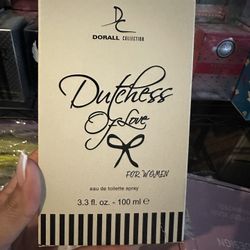 DC
DORALL COLLECTION
Dutchess
Of Love
FOR WOMEN
eau de toilette spray
3.3 fl. oz. - 100 ml ℮